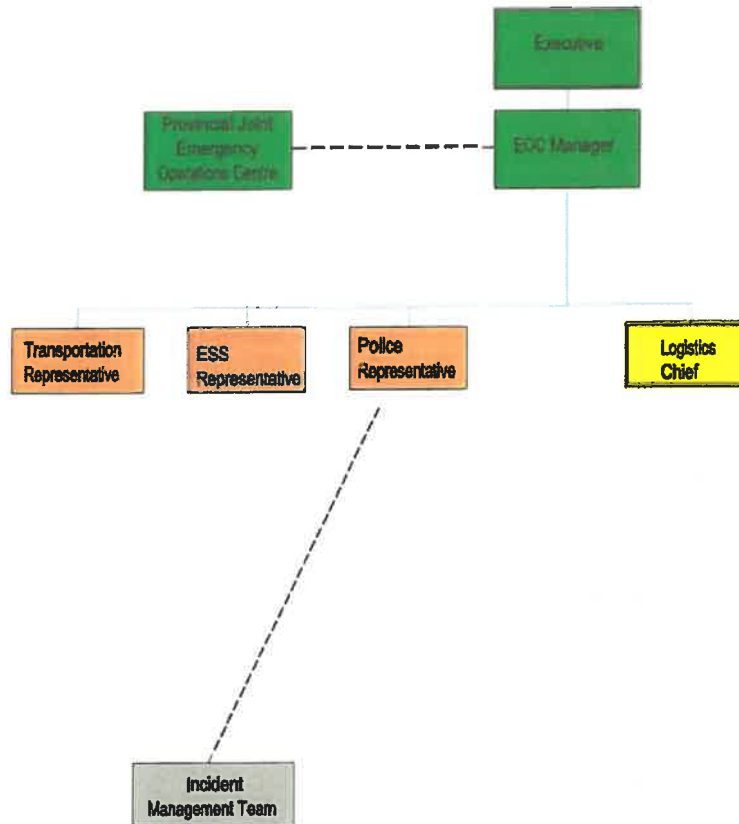 Executive
Provincial Joint
Emergency
Operations Centre
EOC Manager
Transportation
Representative
ESS
Representative
Police
Representative
Logistics
Chief
Incident
Management Team